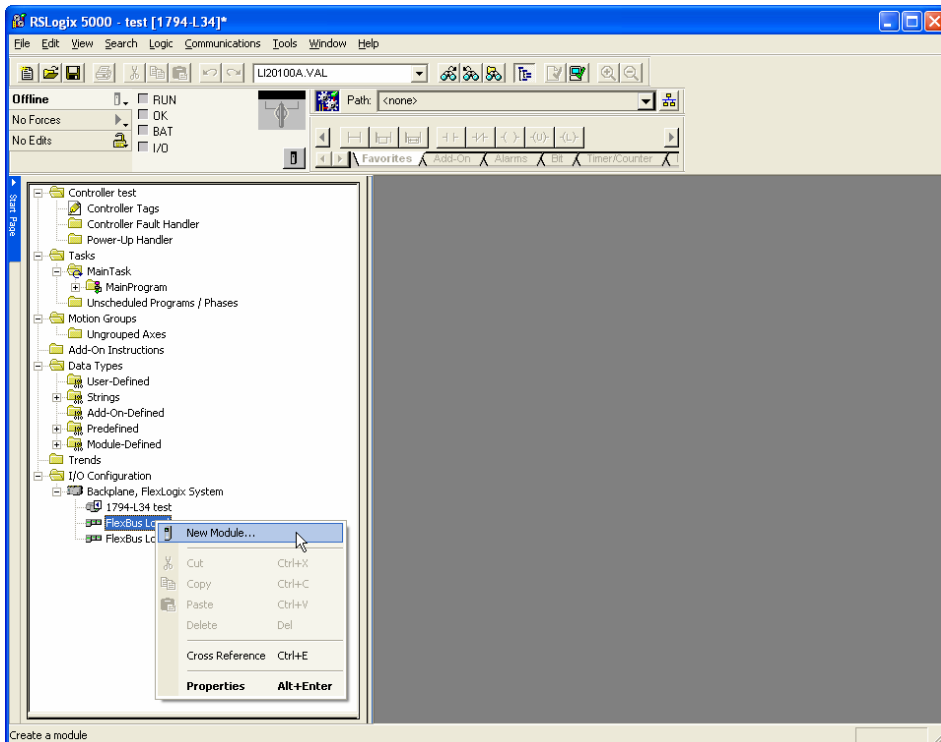 RSLogix 5000 - test [1794-L34]*
File Edit View Search Logic Communications Tools Window Help
LI20100A.VAL
Offline RUN Path: <none>
No Forces OK
No Edits BAT
I/O
Favorites Add-On Alarms Bit Timer/Counter
Start Page
Controller test
Controller Tags
Controller Fault Handler
Power-Up Handler
Tasks
MainTask
MainProgram
Unscheduled Programs / Phases
Motion Groups
Ungrouped Axes
Add-On Instructions
Data Types
User-Defined
Strings
Add-On-Defined
Predefined
Module-Defined
Trends
I/O Configuration
Backplane, FlexLogix System
1794-L34 test
FlexBus
FlexBus
New Module...
Cut Ctrl+X
Copy Ctrl+C
Paste Ctrl+V
Delete Del
Cross Reference Ctrl+E
Properties Alt+Enter
Create a module